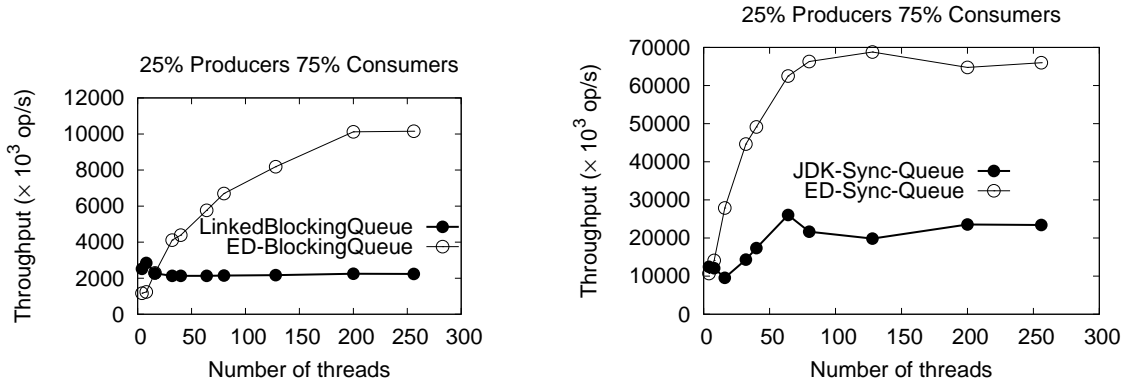 25% Producers 75% Consumers
12000
10000
8000
6000
4000
2000
0
Throughput (× 10³ op/s)
LinkedBlockingQueue
ED-BlockingQueue
0 50 100 150 200 250 300
Number of threads
25% Producers 75% Consumers
70000
60000
50000
40000
30000
20000
10000
0
Throughput (× 10³ op/s)
JDK-Sync-Queue
ED-Sync-Queue
0 50 100 150 200 250 300
Number of threads